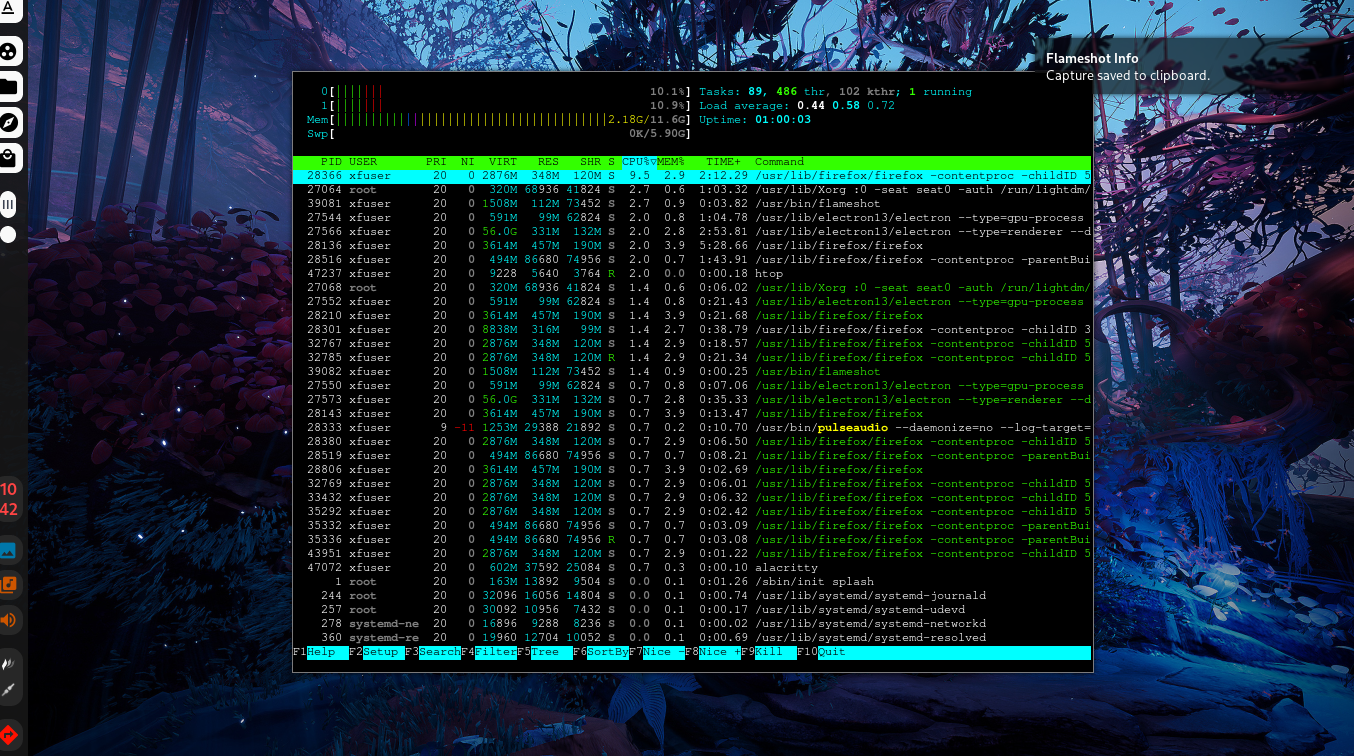 Flameshot Info
Capture saved to clipboard.
0[||||||| 10.1%] Tasks: 89, 486 thr, 102 kthr; 1 running
1[||||||| 10.9%] Load average: 0.44 0.58 0.72
Mem[|||||||||||||||||||||||||||||||||||||||2.18G/11.6G] Uptime: 01:00:03
Swp[ 0K/5.90G]
PID USER PRI NI VIRT RES SHR S CPU%▽MEM% TIME+ Command
28366 xfuser 20 0 2876M 348M 120M S 9.5 2.9 2:12.29 /usr/lib/firefox/firefox -contentproc -childID 5
27064 root 20 0 320M 68936 41824 S 2.7 0.6 1:03.32 /usr/lib/Xorg :0 -seat seat0 -auth /run/lightdm/
39081 xfuser 20 0 1508M 112M 73452 S 2.7 0.9 0:03.82 /usr/bin/flameshot
27544 xfuser 20 0 591M 99M 62824 S 2.0 0.8 1:04.78 /usr/lib/electron13/electron --type=gpu-process
27566 xfuser 20 0 56.0G 331M 132M S 2.0 2.8 2:53.81 /usr/lib/electron13/electron --type=renderer --d
28136 xfuser 20 0 3614M 457M 190M S 2.0 3.9 5:28.66 /usr/lib/firefox/firefox
28516 xfuser 20 0 494M 86680 74956 S 2.0 0.7 1:43.91 /usr/lib/firefox/firefox -contentproc -parentBui
47237 xfuser 20 0 9228 5640 3764 R 2.0 0.0 0:00.18 htop
27068 root 20 0 320M 68936 41824 S 1.4 0.6 0:06.02 /usr/lib/Xorg :0 -seat seat0 -auth /run/lightdm/
27552 xfuser 20 0 591M 99M 62824 S 1.4 0.8 0:21.43 /usr/lib/electron13/electron --type=gpu-process
28210 xfuser 20 0 3614M 457M 190M S 1.4 3.9 0:21.68 /usr/lib/firefox/firefox
28301 xfuser 20 0 8838M 316M 99M S 1.4 2.7 0:38.79 /usr/lib/firefox/firefox -contentproc -childID 3
32767 xfuser 20 0 2876M 348M 120M S 1.4 2.9 0:18.57 /usr/lib/firefox/firefox -contentproc -childID 5
32785 xfuser 20 0 2876M 348M 120M R 1.4 2.9 0:21.34 /usr/lib/firefox/firefox -contentproc -childID 5
39082 xfuser 20 0 1508M 112M 73452 S 1.4 0.9 0:00.25 /usr/bin/flameshot
27550 xfuser 20 0 591M 99M 62824 S 0.7 0.8 0:07.06 /usr/lib/electron13/electron --type=gpu-process
27573 xfuser 20 0 56.0G 331M 132M S 0.7 2.8 0:35.33 /usr/lib/electron13/electron --type=renderer --d
28143 xfuser 20 0 3614M 457M 190M S 0.7 3.9 0:13.47 /usr/lib/firefox/firefox
28333 xfuser 9 -11 1253M 29388 21892 S 0.7 0.2 0:10.70 /usr/bin/pulseaudio --daemonize=no --log-target=
28380 xfuser 20 0 2876M 348M 120M S 0.7 2.9 0:06.50 /usr/lib/firefox/firefox -contentproc -childID 5
28519 xfuser 20 0 494M 86680 74956 S 0.7 0.7 0:08.21 /usr/lib/firefox/firefox -contentproc -parentBui
28806 xfuser 20 0 3614M 457M 190M S 0.7 3.9 0:02.69 /usr/lib/firefox/firefox
32769 xfuser 20 0 2876M 348M 120M S 0.7 2.9 0:06.01 /usr/lib/firefox/firefox -contentproc -childID 5
33432 xfuser 20 0 2876M 348M 120M S 0.7 2.9 0:06.32 /usr/lib/firefox/firefox -contentproc -childID 5
35292 xfuser 20 0 2876M 348M 120M S 0.7 2.9 0:02.42 /usr/lib/firefox/firefox -contentproc -childID 5
35332 xfuser 20 0 494M 86680 74956 S 0.7 0.7 0:03.09 /usr/lib/firefox/firefox -contentproc -parentBui
35336 xfuser 20 0 494M 86680 74956 R 0.7 0.7 0:03.08 /usr/lib/firefox/firefox -contentproc -parentBui
43951 xfuser 20 0 2876M 348M 120M S 0.7 2.9 0:01.22 /usr/lib/firefox/firefox -contentproc -childID 5
47072 xfuser 20 0 602M 37592 25084 S 0.7 0.3 0:00.10 alacritty
1 root 20 0 163M 13892 9504 S 0.0 0.1 0:01.26 /sbin/init splash
244 root 20 0 32096 16056 14804 S 0.0 0.1 0:00.74 /usr/lib/systemd/systemd-journald
257 root 20 0 30092 10956 7432 S 0.0 0.1 0:00.17 /usr/lib/systemd/systemd-udevd
278 systemd-ne 20 0 16896 9288 8236 S 0.0 0.1 0:00.02 /usr/lib/systemd/systemd-networkd
360 systemd-re 20 0 19960 12704 10052 S 0.0 0.1 0:00.69 /usr/lib/systemd/systemd-resolved
F1Help F2Setup F3SearchF4FilterF5Tree F6SortByF7Nice -F8Nice +F9Kill F10Quit
10
42